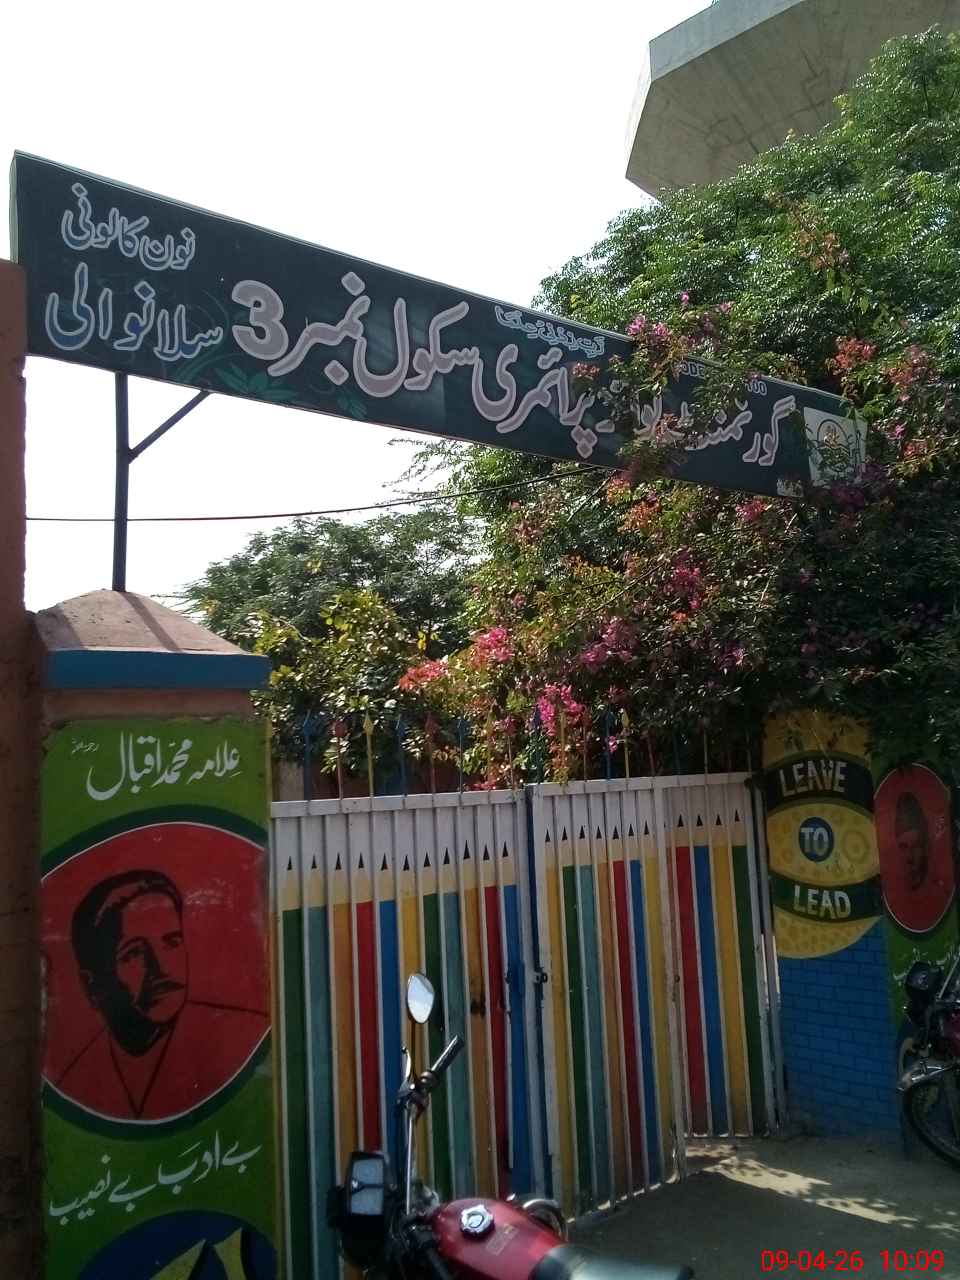 گورنمنٹ
پرائمری سکول نمبر 3
نون کالونی
سلانوالی
علامہ محمد اقبال
بے ادب بے نصیب
LEAVE
TO
LEAD
09-04-26 10:09